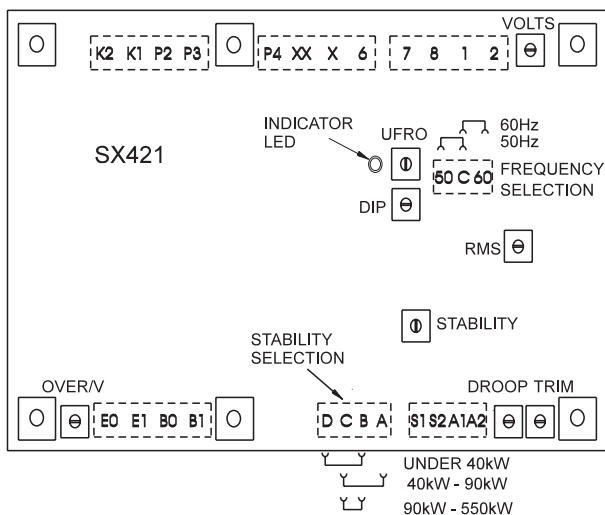 VOLTS
K2 K1 P2 P3 P4 XX X 6 7 8 1 2
INDICATOR
LED
UFRO
60Hz
50Hz
SX421
50 C 60
FREQUENCY
SELECTION
DIP
RMS
STABILITY
STABILITY
SELECTION
OVER/V
DROOP TRIM
E0 E1 B0 B1 D C B A S1 S2 A1 A2
UNDER 40kW
40kW - 90kW
90kW - 550kW